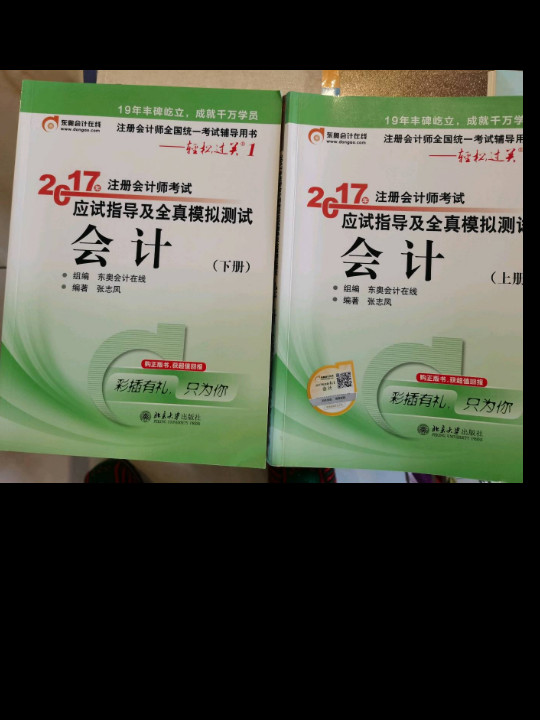 19年丰碑屹立，成就千万学员
东奥会计在线
www.dongao.com
注册会计师全国统一考试辅导用书
——轻松过关®1
2017年 注册会计师考试
应试指导及全真模拟测试
会计
（下册）
● 组编 东奥会计在线
● 编著 张志凤
购正版书，获超值回报
彩插有礼，只为你
北京大学出版社
PEKING UNIVERSITY PRESS
19年丰碑屹立，成就千万学
东奥会计在线
www.dongao.com
注册会计师全国统一考试辅导用
——轻松过关®
2017年 注册会计师考试
应试指导及全真模拟测试
会计
（上册
● 组编 东奥会计在线
● 编著 张志凤
购正版书，获超值回报
彩插有礼，只为你
北京大学出版社
PEKING UNIVERSITY PRESS